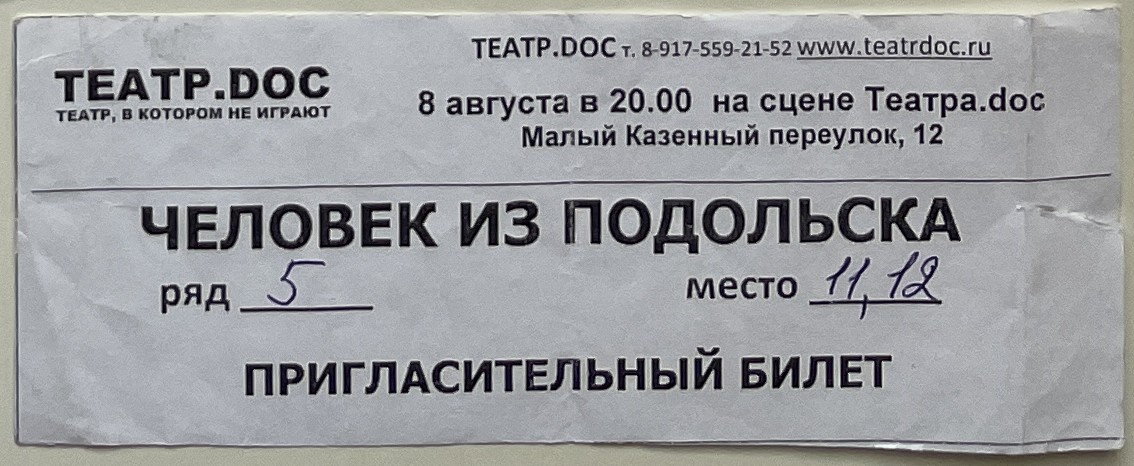 ТЕАТР.DOC т. 8-917-559-21-52 www.teatrdoc.ru
ТЕАТР.DOC
ТЕАТР, В КОТОРОМ НЕ ИГРАЮТ
8 августа в 20.00 на сцене Театра.doc
Малый Казенный переулок, 12
ЧЕЛОВЕК ИЗ ПОДОЛЬСКА
ряд 5 место 11, 12
ПРИГЛАСИТЕЛЬНЫЙ БИЛЕТ